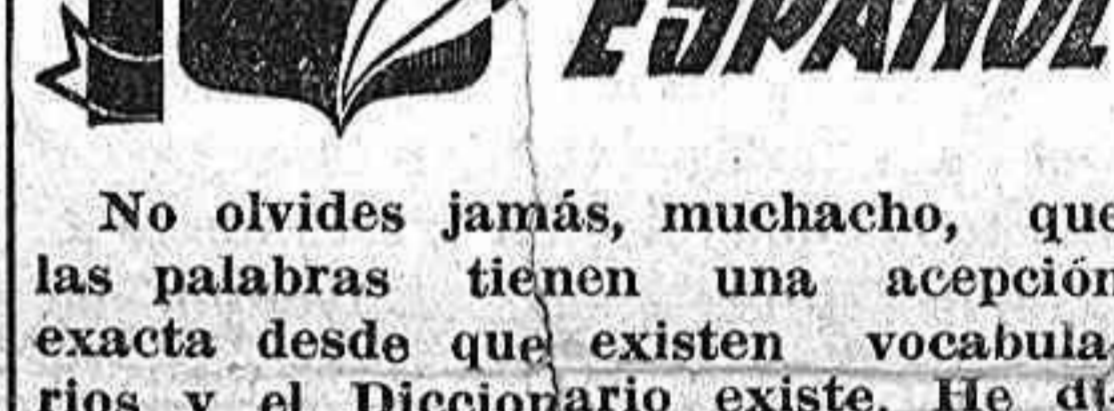 ESPAÑOL
No olvides jamás, muchacho, que
las palabras tienen una acepción
exacta desde que existen vocabula-
rios y el Diccionario existe. He di